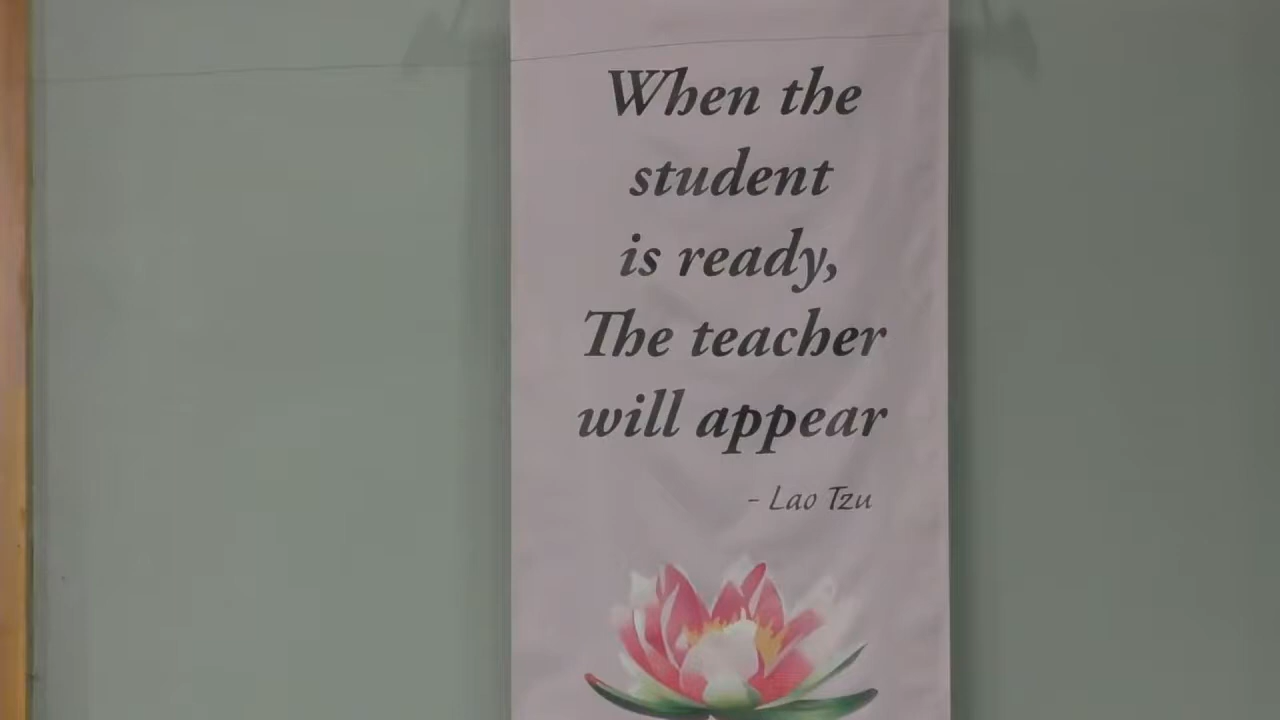 When the
student
is ready,
The teacher
will appear
- Lao Tzu